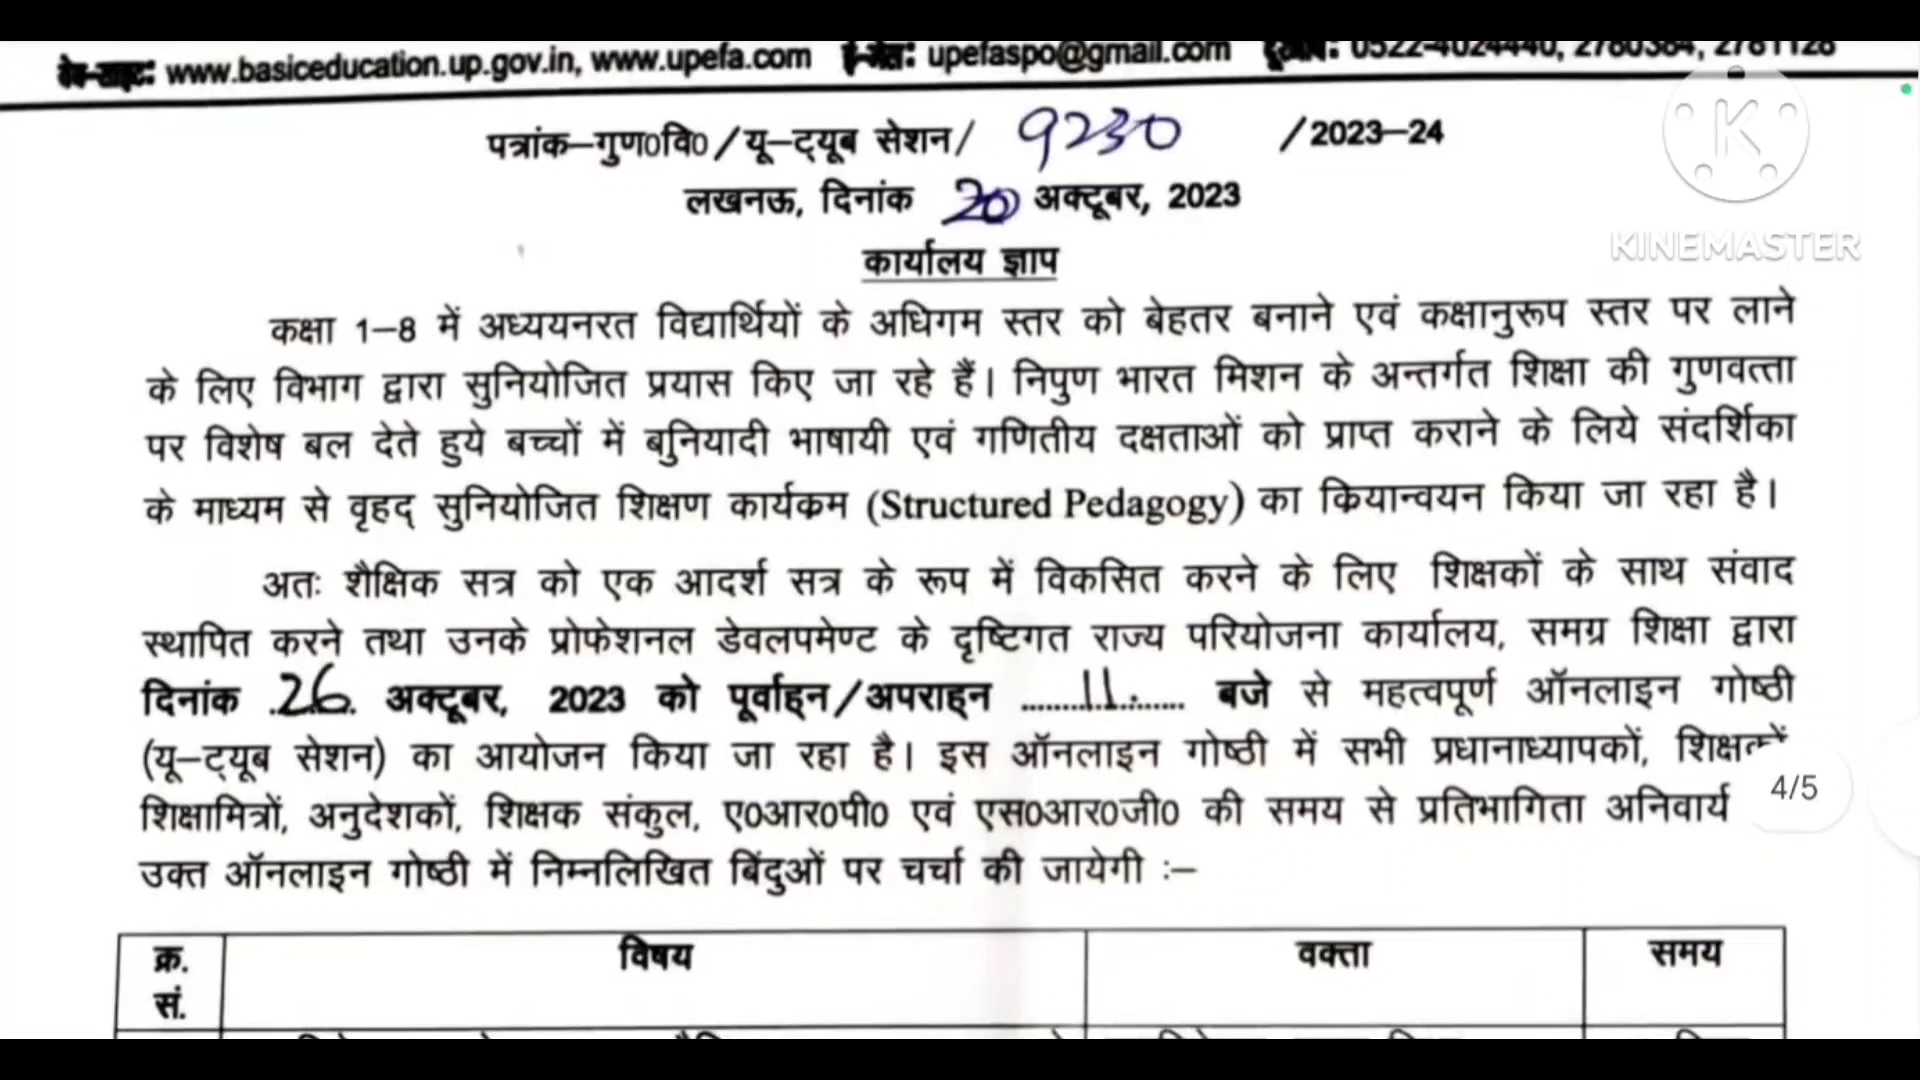 वेब-साइट: www.basiceducation.up.gov.in, www.upefa.com ई-मेल: upefaspo@gmail.com दूरभाष: 0522-4024440, 2780384, 2781128
पत्रांक-गुण0वि0/यू-ट्यूब सेशन/ 9230 /2023-24
लखनऊ, दिनांक 20 अक्टूबर, 2023
KINEMASTER
कार्यालय ज्ञाप
कक्षा 1-8 में अध्ययनरत विद्यार्थियों के अधिगम स्तर को बेहतर बनाने एवं कक्षानुरूप स्तर पर लाने
के लिए विभाग द्वारा सुनियोजित प्रयास किए जा रहे हैं। निपुण भारत मिशन के अन्तर्गत शिक्षा की गुणवत्ता
पर विशेष बल देते हुये बच्चों में बुनियादी भाषायी एवं गणितीय दक्षताओं को प्राप्त कराने के लिये संदर्शिका
के माध्यम से वृहद् सुनियोजित शिक्षण कार्यक्रम (Structured Pedagogy) का क्रियान्वयन किया जा रहा है।
अतः शैक्षिक सत्र को एक आदर्श सत्र के रूप में विकसित करने के लिए शिक्षकों के साथ संवाद
स्थापित करने तथा उनके प्रोफेशनल डेवलपमेण्ट के दृष्टिगत राज्य परियोजना कार्यालय, समग्र शिक्षा द्वारा
दिनांक 26 अक्टूबर, 2023 को पूर्वाह्न/अपराह्न ........11........ बजे से महत्वपूर्ण ऑनलाइन गोष्ठी
(यू-ट्यूब सेशन) का आयोजन किया जा रहा है। इस ऑनलाइन गोष्ठी में सभी प्रधानाध्यापकों, शिक्षकों
4/5
शिक्षामित्रों, अनुदेशकों, शिक्षक संकुल, ए0आर0पी0 एवं एस0आर0जी0 की समय से प्रतिभागिता अनिवार्य
उक्त ऑनलाइन गोष्ठी में निम्नलिखित बिंदुओं पर चर्चा की जायेगी :-
क्र. सं. विषय वक्ता समय